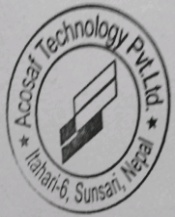 Acosaf Technology Pvt.Ltd.
★ Itahari-6, Sunsari, Nepal ★